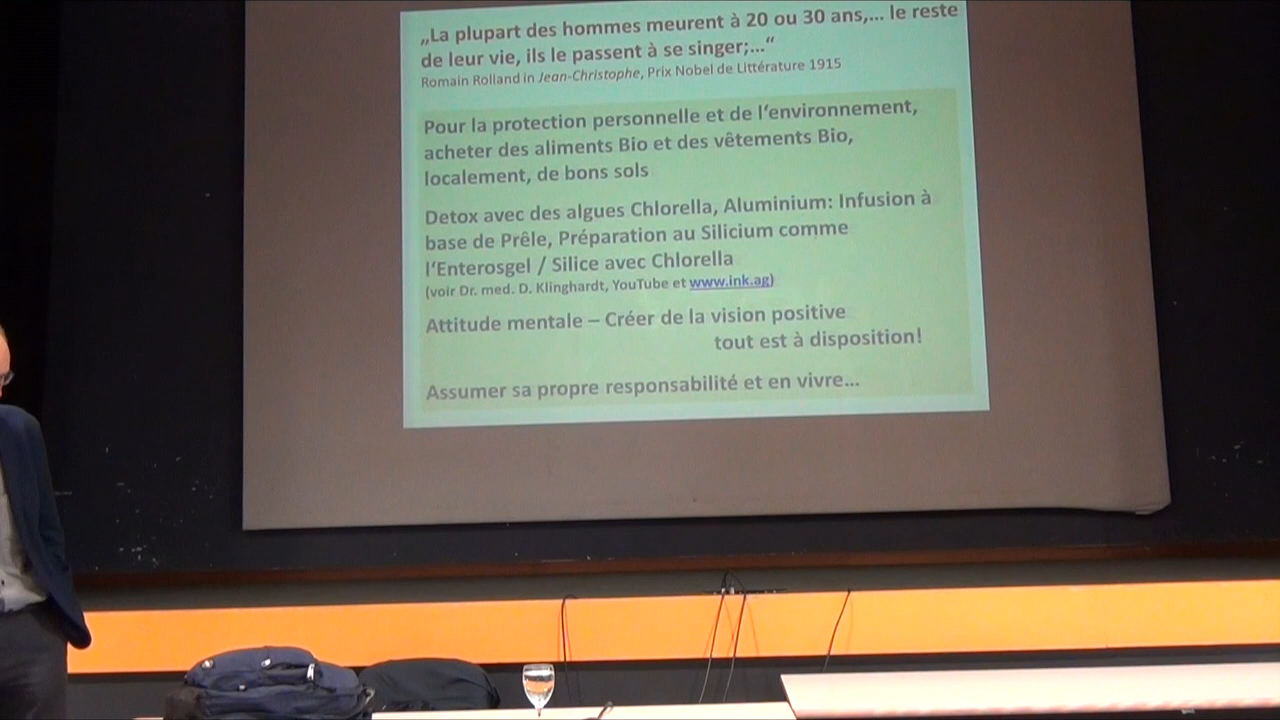 „La plupart des hommes meurent à 20 ou 30 ans,... le reste
de leur vie, ils le passent à se singer;...“
Romain Rolland in Jean-Christophe, Prix Nobel de Littérature 1915
Pour la protection personnelle et de l‘environnement,
acheter des aliments Bio et des vêtements Bio,
localement, de bons sols
Detox avec des algues Chlorella, Aluminium: Infusion à
base de Prêle, Préparation au Silicium comme
l‘Enterosgel / Silice avec Chlorella
(voir Dr. med. D. Klinghardt, YouTube et www.ink.ag)
Attitude mentale – Créer de la vision positive
tout est à disposition!
Assumer sa propre responsabilité et en vivre...